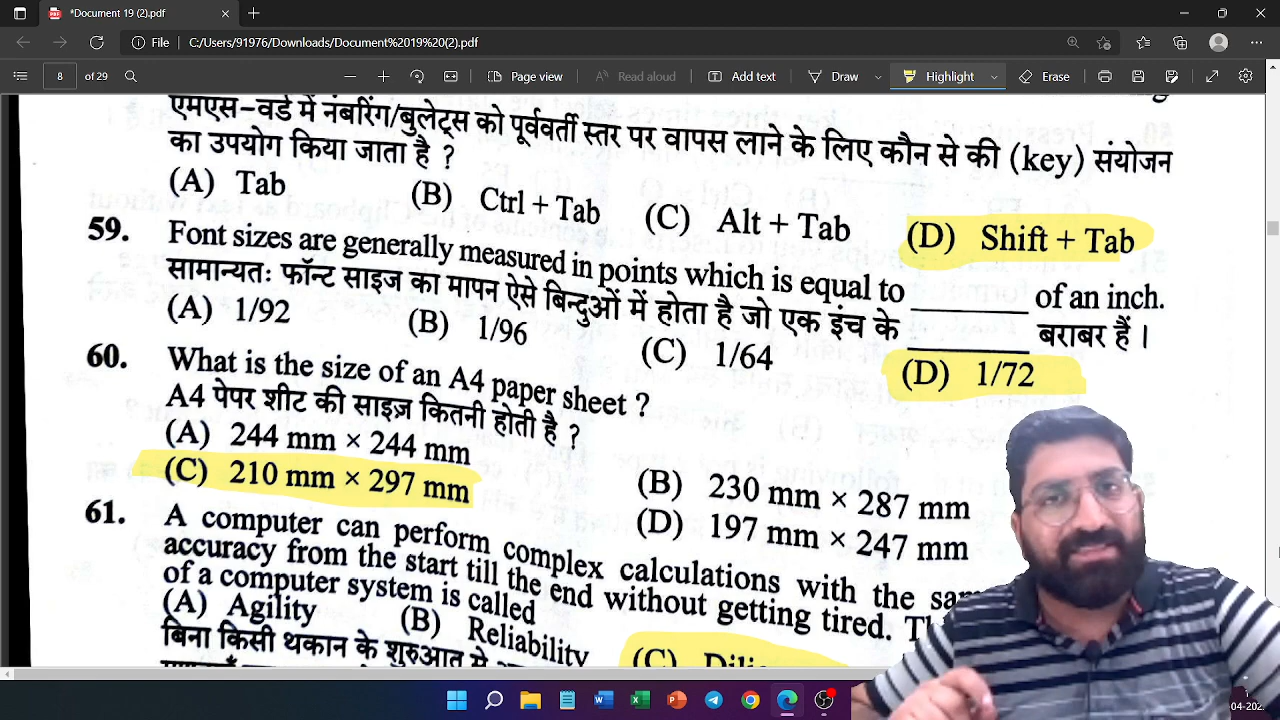 *Document 19 (2).pdf
File C:/Users/91976/Downloads/Document%2019%20(2).pdf
8 of 29 Page view Read aloud Add text Draw Highlight Erase
एमएस-वर्ड में नंबरिंग/बुलेट्स को पूर्ववर्ती स्तर पर वापस लाने के लिए कौन से की (key) संयोजन
का उपयोग किया जाता है ?
(A) Tab (B) Ctrl + Tab (C) Alt + Tab (D) Shift + Tab
59. Font sizes are generally measured in points which is equal to ________ of an inch.
सामान्यतः फॉन्ट साइज का मापन ऐसे बिन्दुओं में होता है जो एक इंच के ________ बराबर हैं ।
(A) 1/92 (B) 1/96 (C) 1/64 (D) 1/72
60. What is the size of an A4 paper sheet ?
A4 पेपर शीट की साइज़ कितनी होती है ?
(A) 244 mm × 244 mm (B) 230 mm × 287 mm
(C) 210 mm × 297 mm (D) 197 mm × 247 mm
61. A computer can perform complex calculations with the
accuracy from the start till the end without getting tired.
of a computer system is called
(A) Agility (B) Reliability (C)
बिना किसी थकान के शुरुआत से